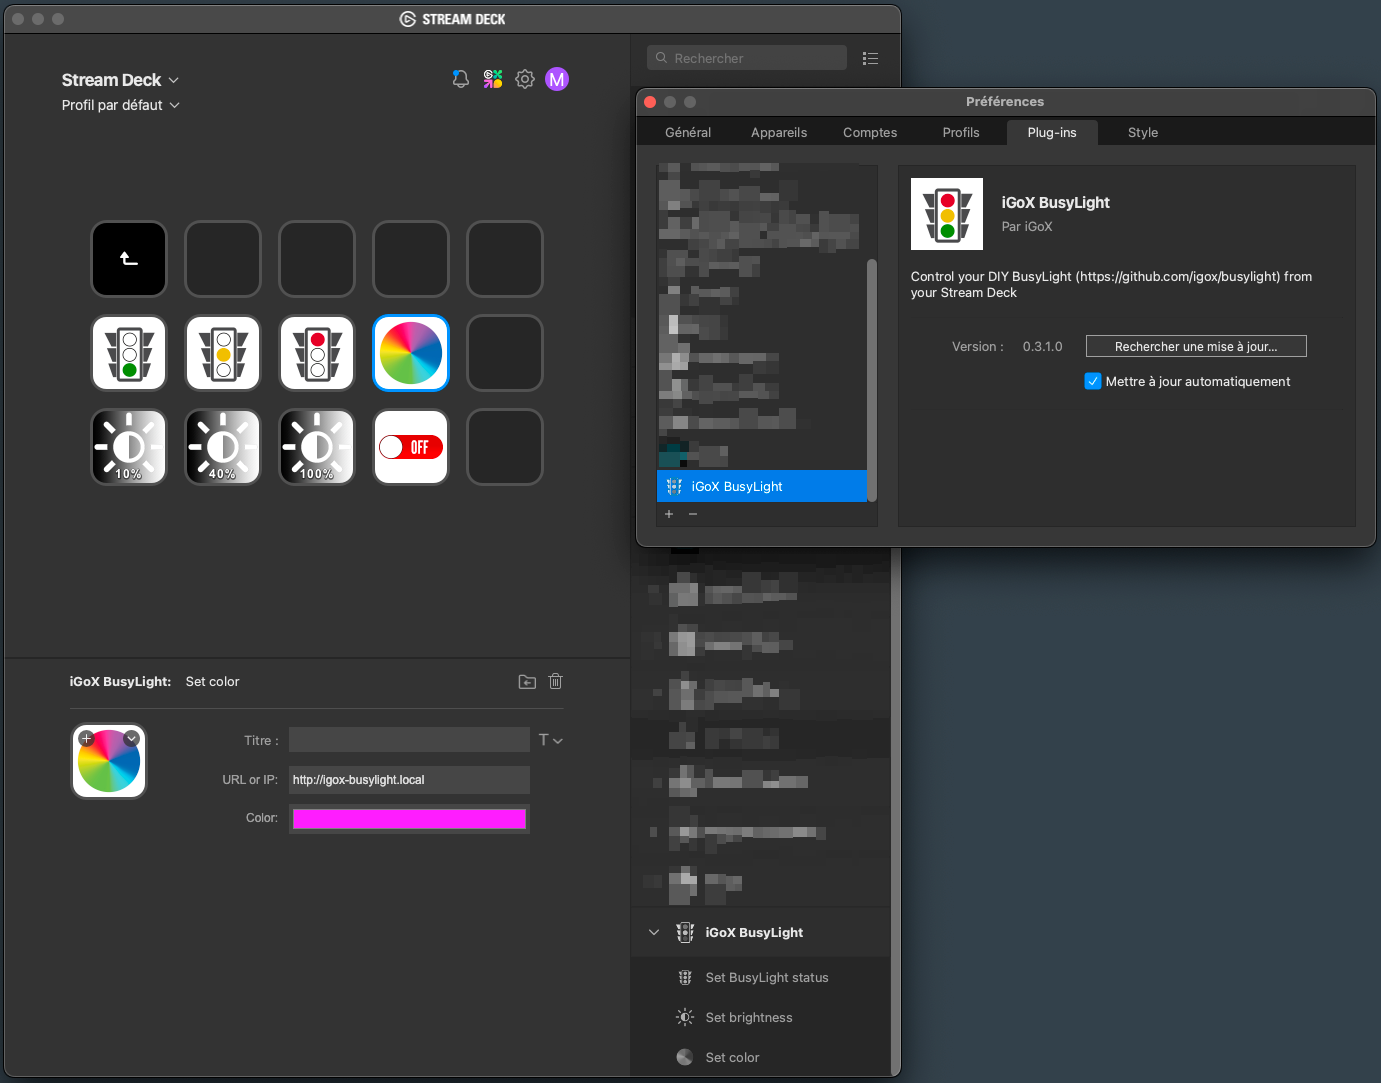 STREAM DECK
Stream Deck
M
Profil par défaut
Rechercher
Préférences
Général
Appareils
Comptes
Profils
Plug-ins
Style
iGoX BusyLight
Par iGoX
Control your DIY BusyLight (https://github.com/igox/busylight) from
your Stream Deck
Version :
0.3.1.0
Rechercher une mise à jour...
Mettre à jour automatiquement
iGoX BusyLight
10%
40%
100%
OFF
iGoX BusyLight:
Set color
Titre :
T
URL or IP:
http://igox-busylight.local
Color:
iGoX BusyLight
Set BusyLight status
Set brightness
Set color